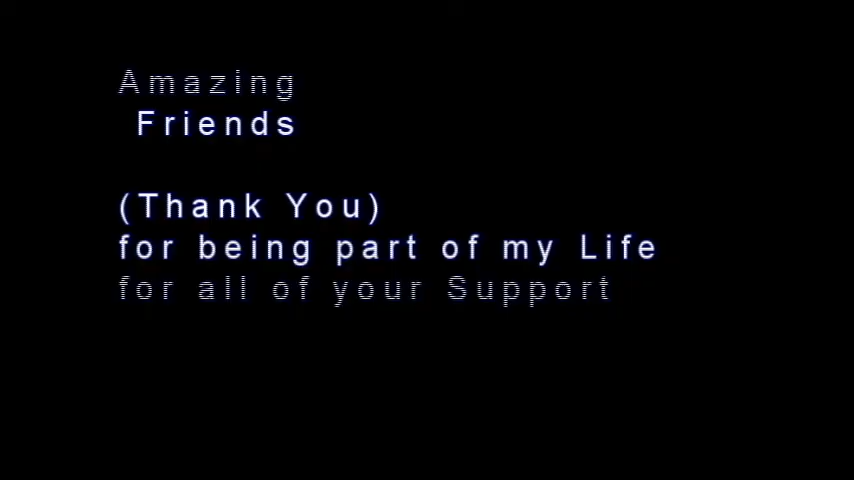 Amazing
Friends
(Thank You)
for being part of my Life
for all of your Support